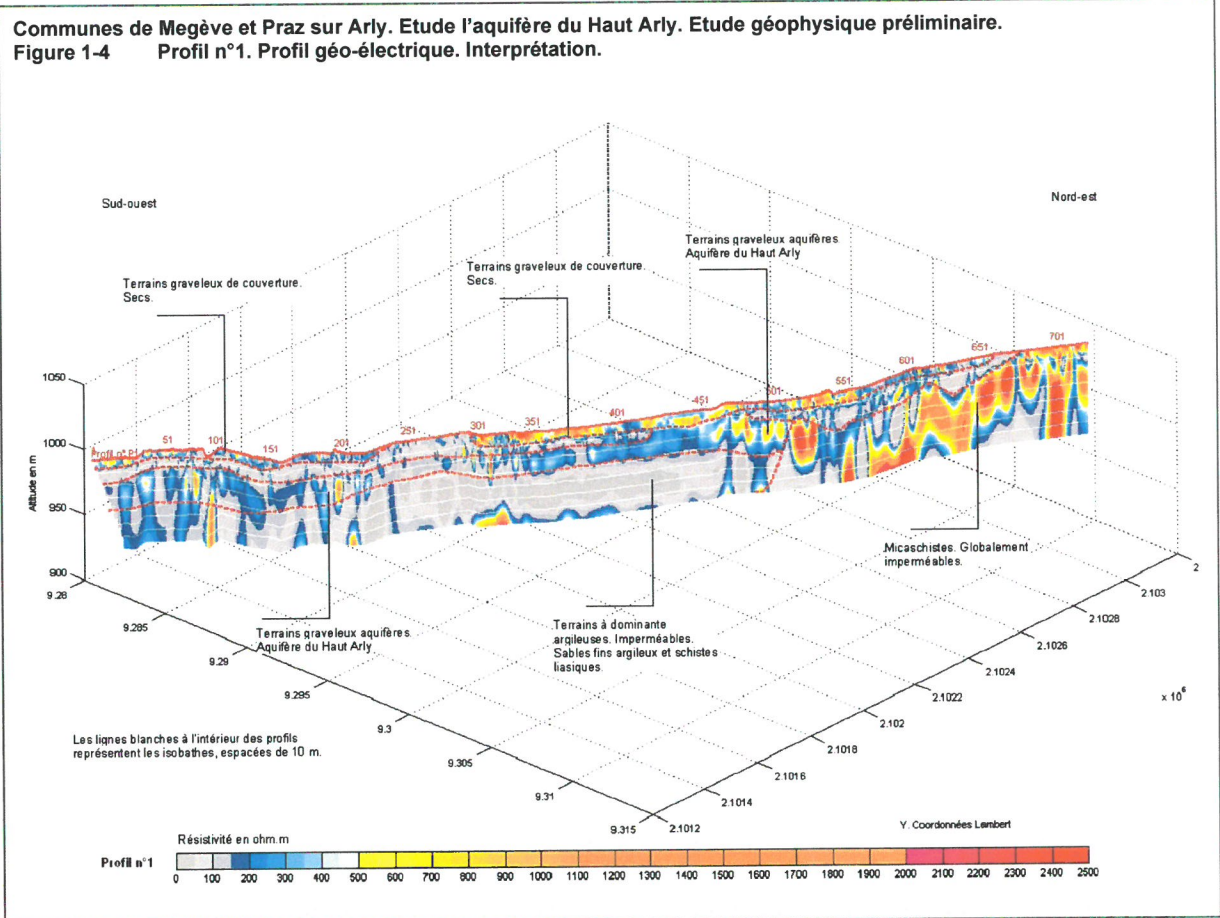 Communes de Megève et Praz sur Arly. Etude l'aquifère du Haut Arly. Etude géophysique préliminaire.
Figure 1-4 Profil n°1. Profil géo-électrique. Interprétation.
Sud-ouest
Nord-est
Terrains graveleux aquifères
Aquifère du Haut Arly
Terrains graveleux de couverture.
Secs.
Terrains graveleux de couverture.
Secs.
1050
1000
950
900
Altitude en m
Profil n° P1
51
101
151
201
251
301
351
401
451
501
551
601
651
701
Micaschistes. Globalement
imperméables.
Terrains graveleux aquifères
Aquifère du Haut Arly
Terrains à dominante
argileuses. Imperméables.
Sables fins argileux et schistes
liasiques
9.28
9.285
9.29
9.295
9.3
9.305
9.31
9.315
2.1012
2.1014
2.1016
2.1018
2.102
2.1022
2.1024
2.1026
2.1028
2.103
2
x 10⁶
Les lignes blanches à l'intérieur des profils
représentent les isobathes, espacées de 10 m.
Y. Coordonnées Lambert
Résistivité en ohm.m
Profil n°1
0 100 200 300 400 500 600 700 800 900 1000 1100 1200 1300 1400 1500 1600 1700 1800 1900 2000 2100 2200 2300 2400 2500